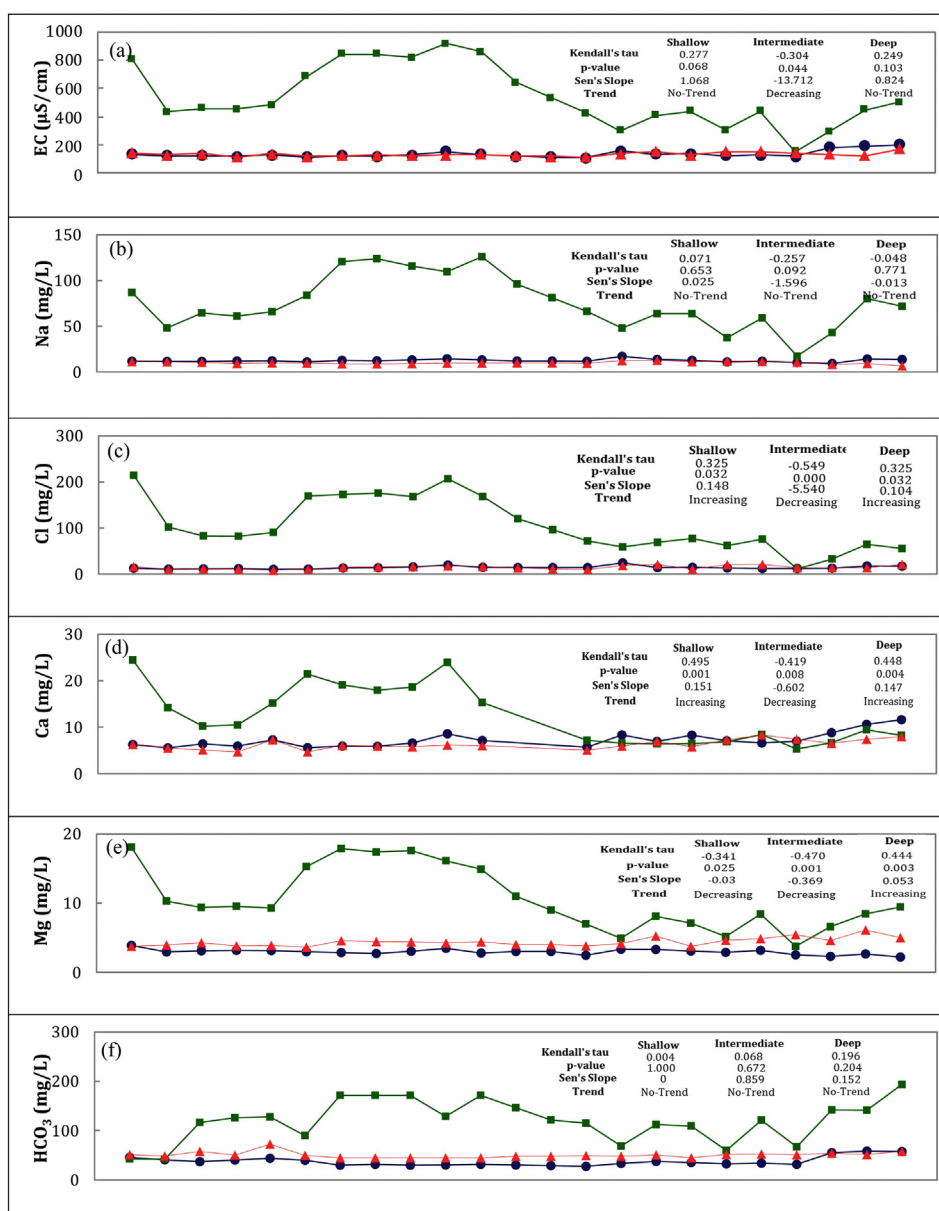 (a)
EC (µS/cm)
1000
800
600
400
200
0
Shallow Intermediate Deep
Kendall's tau 0.277 -0.304 0.249
p-value 0.068 0.044 0.103
Sen's Slope 1.068 -13.712 0.824
Trend No-Trend Decreasing No-Trend
(b)
Na (mg/L)
150
100
50
0
Shallow Intermediate Deep
Kendall's tau 0.071 -0.257 -0.048
p-value 0.653 0.092 0.771
Sen's Slope 0.025 -1.596 -0.013
Trend No-Trend No-Trend No-Trend
(c)
Cl (mg/L)
300
200
100
0
Shallow Intermediate Deep
Kendall's tau 0.325 -0.549 0.325
p-value 0.032 0.000 0.032
Sen's Slope 0.148 -5.540 0.104
Trend Increasing Decreasing Increasing
(d)
Ca (mg/L)
30
20
10
0
Shallow Intermediate Deep
Kendall's tau 0.495 -0.419 0.448
p-value 0.001 0.008 0.004
Sen's Slope 0.151 -0.602 0.147
Trend Increasing Decreasing Increasing
(e)
Mg (mg/L)
20
10
0
Shallow Intermediate Deep
Kendall's tau -0.341 -0.470 0.444
p-value 0.025 0.001 0.003
Sen's Slope -0.03 -0.369 0.053
Trend Decreasing Decreasing Increasing
(f)
HCO3 (mg/L)
300
200
100
0
Shallow Intermediate Deep
Kendall's tau 0.004 0.068 0.196
p-value 1.000 0.672 0.204
Sen's Slope 0 0.859 0.152
Trend No-Trend No-Trend No-Trend